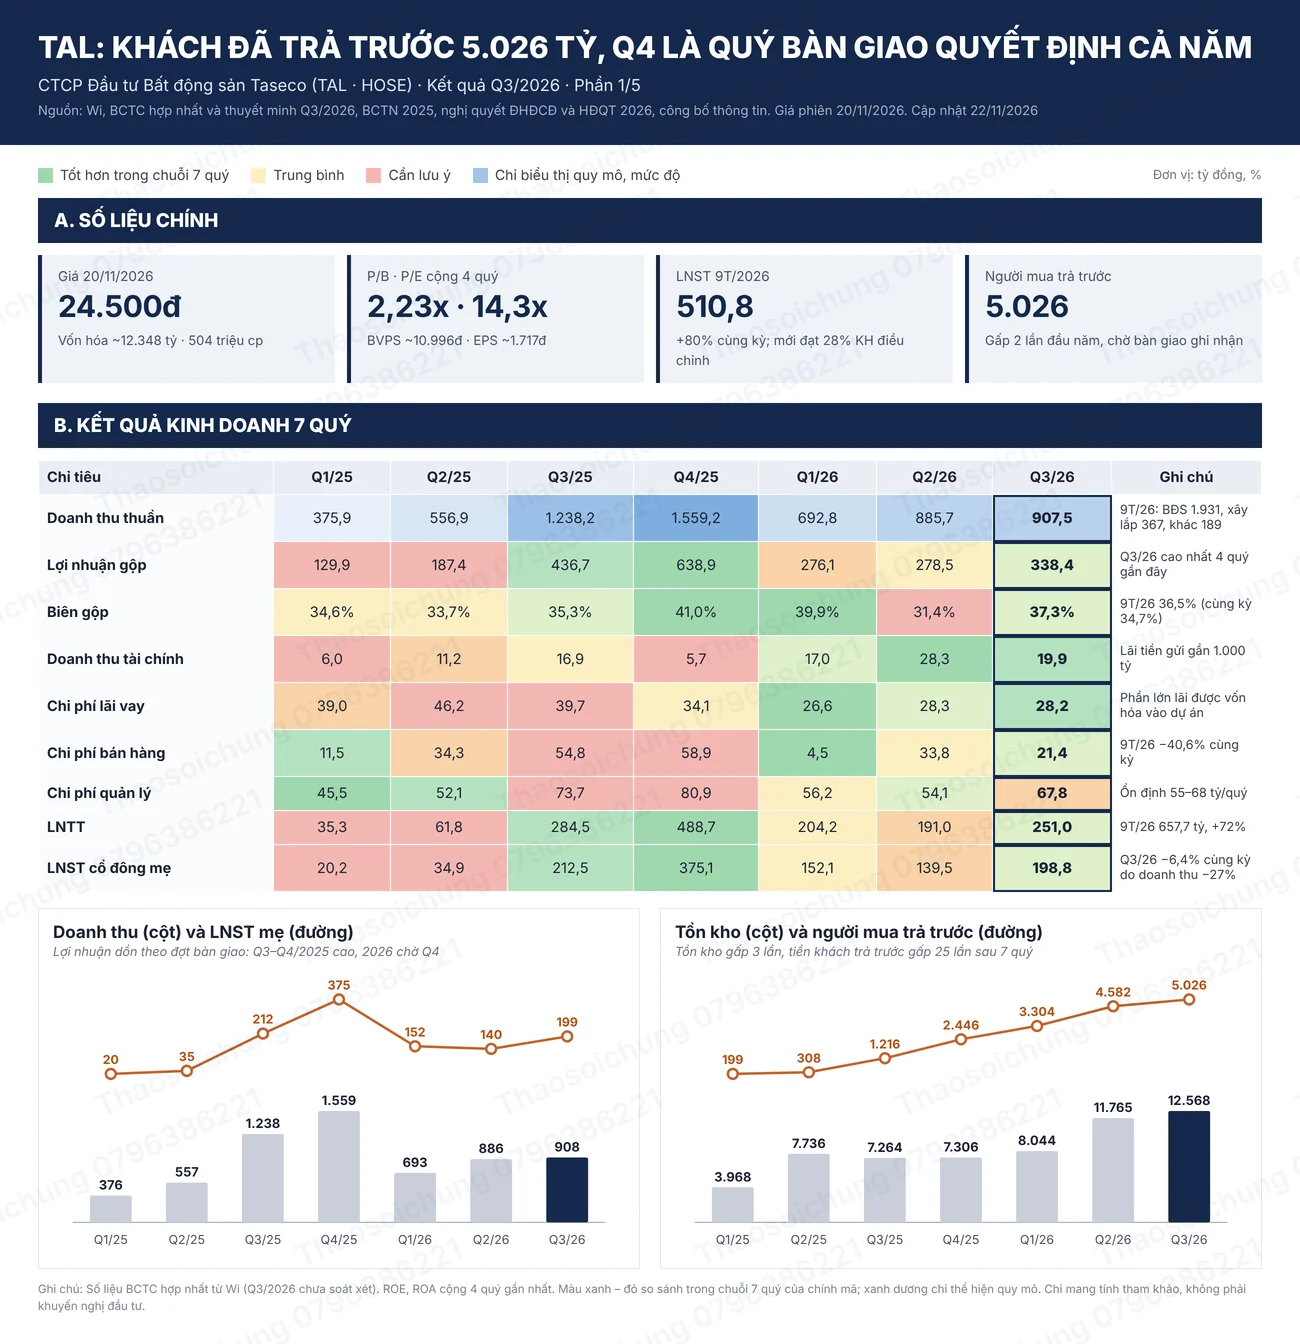 TAL: KHÁCH ĐÃ TRẢ TRƯỚC 5.026 TỶ, Q4 LÀ QUÝ BÀN GIAO QUYẾT ĐỊNH CẢ NĂM
CTCP Đầu tư Bất động sản Taseco (TAL · HOSE) · Kết quả Q3/2026 · Phần 1/5
Nguồn: Wi, BCTC hợp nhất và thuyết minh Q3/2026, BCTN 2025, nghị quyết ĐHĐCĐ và HĐQT 2026, công bố thông tin. Giá phiên 20/11/2026. Cập nhật 22/11/2026
Tốt hơn trong chuỗi 7 quý Trung bình Cần lưu ý Chỉ biểu thị quy mô, mức độ Đơn vị: tỷ đồng, %
A. SỐ LIỆU CHÍNH
Giá 20/11/2026
24.500đ
Vốn hóa ~12.348 tỷ · 504 triệu cp
P/B · P/E cộng 4 quý
2,23x · 14,3x
BVPS ~10.996đ · EPS ~1.717đ
LNST 9T/2026
510,8
+80% cùng kỳ; mới đạt 28% KH điều
chỉnh
Người mua trả trước
5.026
Gấp 2 lần đầu năm, chờ bàn giao ghi nhận
B. KẾT QUẢ KINH DOANH 7 QUÝ
Chỉ tiêu Q1/25 Q2/25 Q3/25 Q4/25 Q1/26 Q2/26 Q3/26 Ghi chú
Doanh thu thuần 375,9 556,9 1.238,2 1.559,2 692,8 885,7 907,5 9T/26: BĐS 1.931, xây
lắp 367, khác 189
Lợi nhuận gộp 129,9 187,4 436,7 638,9 276,1 278,5 338,4 Q3/26 cao nhất 4 quý
gần đây
Biên gộp 34,6% 33,7% 35,3% 41,0% 39,9% 31,4% 37,3% 9T/26 36,5% (cùng kỳ
34,7%)
Doanh thu tài chính 6,0 11,2 16,9 5,7 17,0 28,3 19,9 Lãi tiền gửi gần 1.000
tỷ
Chi phí lãi vay 39,0 46,2 39,7 34,1 26,6 28,3 28,2 Phần lớn lãi được vốn
hóa vào dự án
Chi phí bán hàng 11,5 34,3 54,8 58,9 4,5 33,8 21,4 9T/26 −40,6% cùng
kỳ
Chi phí quản lý 45,5 52,1 73,7 80,9 56,2 54,1 67,8 Ổn định 55–68 tỷ/quý
LNTT 35,3 61,8 284,5 488,7 204,2 191,0 251,0 9T/26 657,7 tỷ, +72%
LNST cổ đông mẹ 20,2 34,9 212,5 375,1 152,1 139,5 198,8 Q3/26 −6,4% cùng kỳ
do doanh thu −27%
Doanh thu (cột) và LNST mẹ (đường)
Lợi nhuận dồn theo đợt bàn giao: Q3–Q4/2025 cao, 2026 chờ Q4
20 35 212 375 152 140 199
376 557 1.238 1.559 693 886 908
Q1/25 Q2/25 Q3/25 Q4/25 Q1/26 Q2/26 Q3/26
Tồn kho (cột) và người mua trả trước (đường)
Tồn kho gấp 3 lần, tiền khách trả trước gấp 25 lần sau 7 quý
199 308 1.216 2.446 3.304 4.582 5.026
3.968 7.736 7.264 7.306 8.044 11.765 12.568
Q1/25 Q2/25 Q3/25 Q4/25 Q1/26 Q2/26 Q3/26
Ghi chú: Số liệu BCTC hợp nhất từ Wi (Q3/2026 chưa soát xét). ROE, ROA cộng 4 quý gần nhất. Màu xanh – đỏ so sánh trong chuỗi 7 quý của chính mã; xanh dương chỉ thể hiện quy mô. Chỉ mang tính tham khảo, không phải
khuyến nghị đầu tư.
Thaosoichung 0796386221